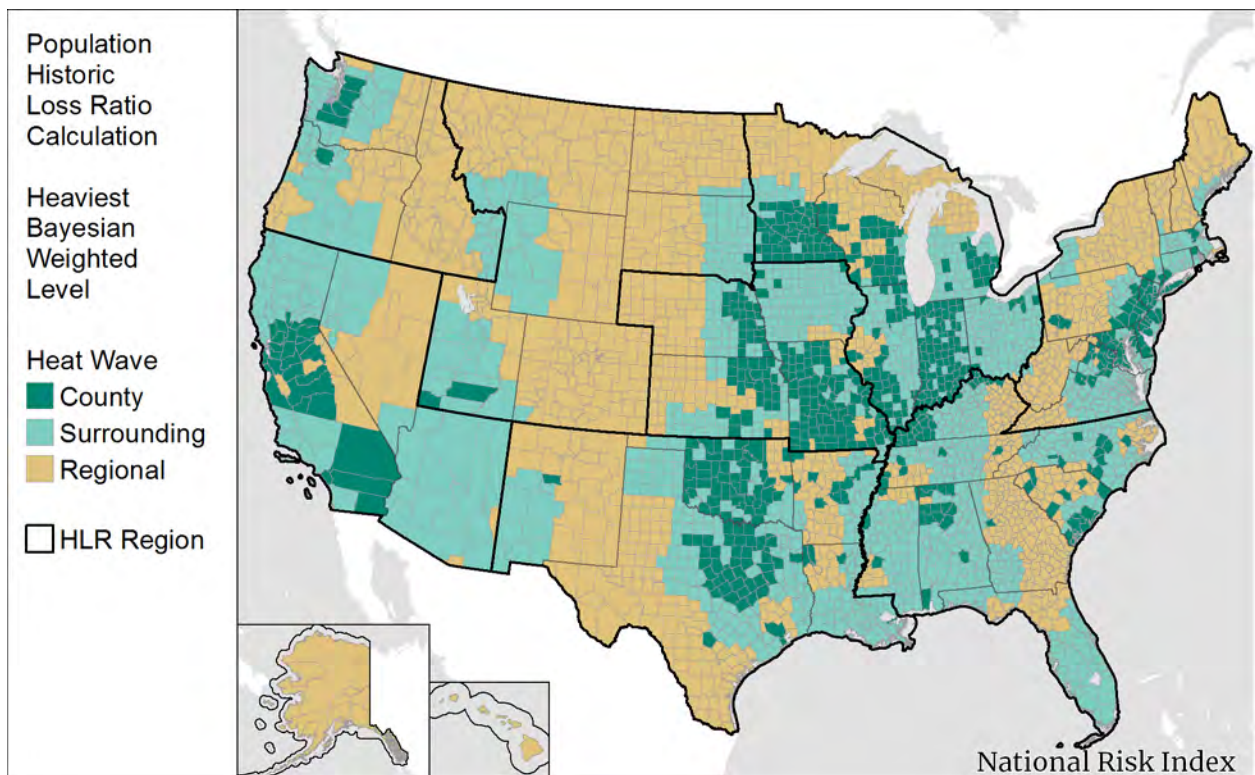 Population
Historic
Loss Ratio
Calculation
Heaviest
Bayesian
Weighted
Level
Heat Wave
County
Surrounding
Regional
HLR Region
National Risk Index